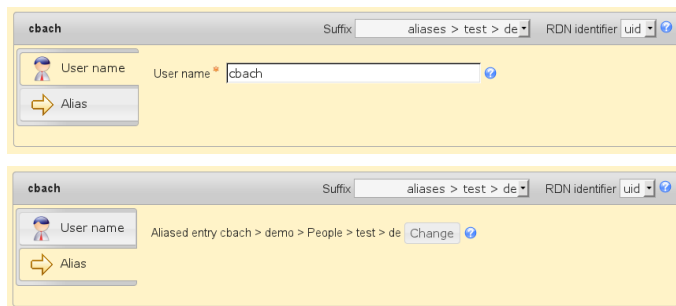 cbach Suffix aliases > test > de RDN identifier uid
User name User name * cbach
Alias
cbach Suffix aliases > test > de RDN identifier uid
User name
Aliased entry cbach > demo > People > test > de Change
Alias